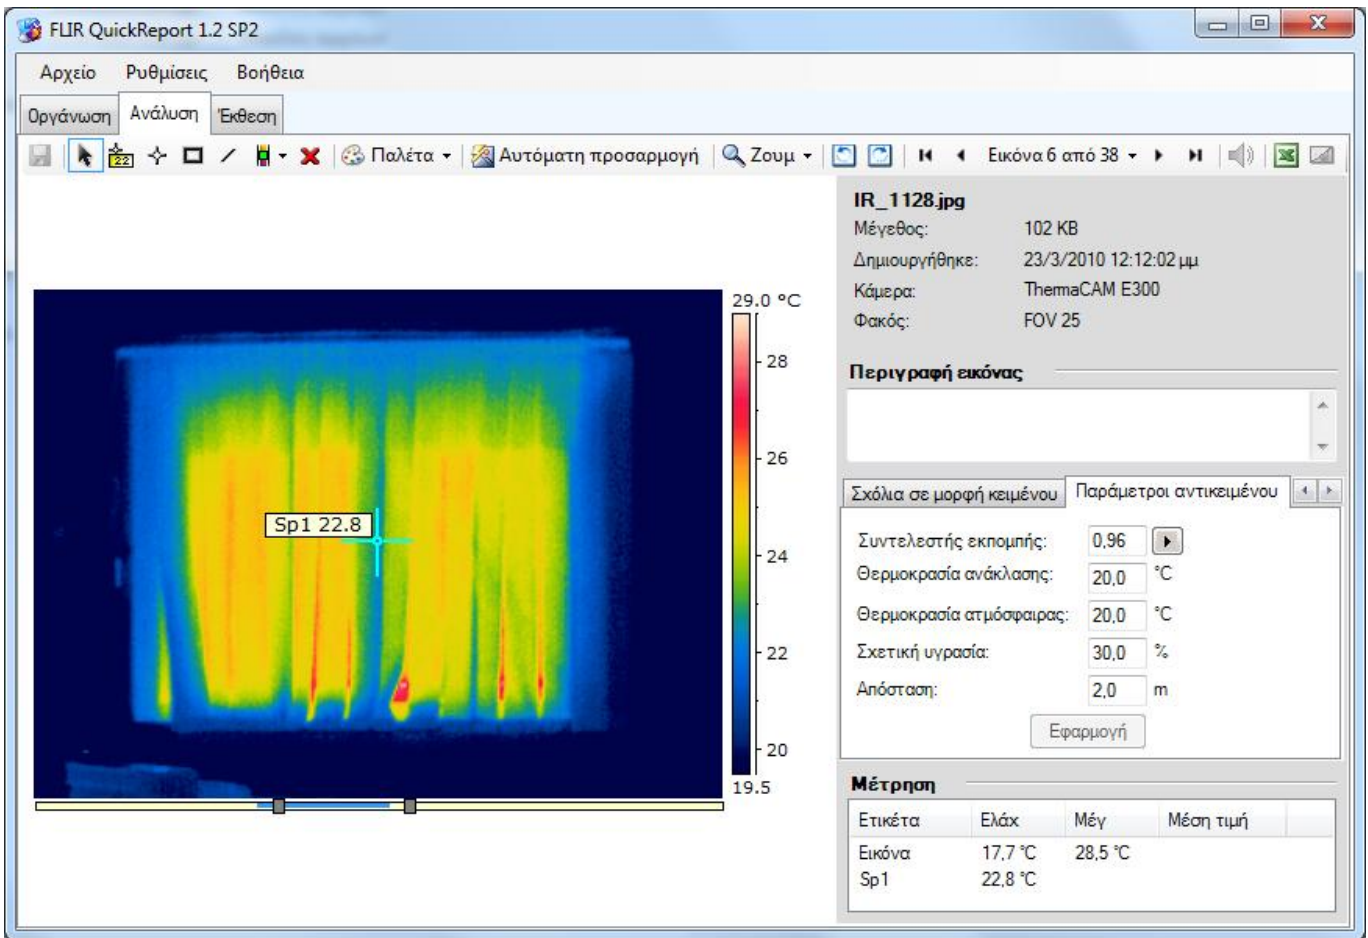 FLIR QuickReport 1.2 SP2
Αρχείο Ρυθμίσεις Βοήθεια
Οργάνωση Ανάλυση Έκθεση
22 Παλέτα Αυτόματη προσαρμογή Ζουμ Εικόνα 6 από 38
IR_1128.jpg
Μέγεθος: 102 KB
Δημιουργήθηκε: 23/3/2010 12:12:02 μμ
Κάμερα: ThermaCAM E300
Φακός: FOV 25
29.0 °C
28
26
24
22
20
19.5
Sp1 22.8
Περιγραφή εικόνας
Σχόλια σε μορφή κειμένου Παράμετροι αντικειμένου
Συντελεστής εκπομπής: 0,96
Θερμοκρασία ανάκλασης: 20,0 °C
Θερμοκρασία ατμόσφαιρας: 20,0 °C
Σχετική υγρασία: 30,0 %
Απόσταση: 2,0 m
Εφαρμογή
Μέτρηση
Ετικέτα Ελάχ Μέγ Μέση τιμή
Εικόνα 17,7 °C 28,5 °C
Sp1 22,8 °C